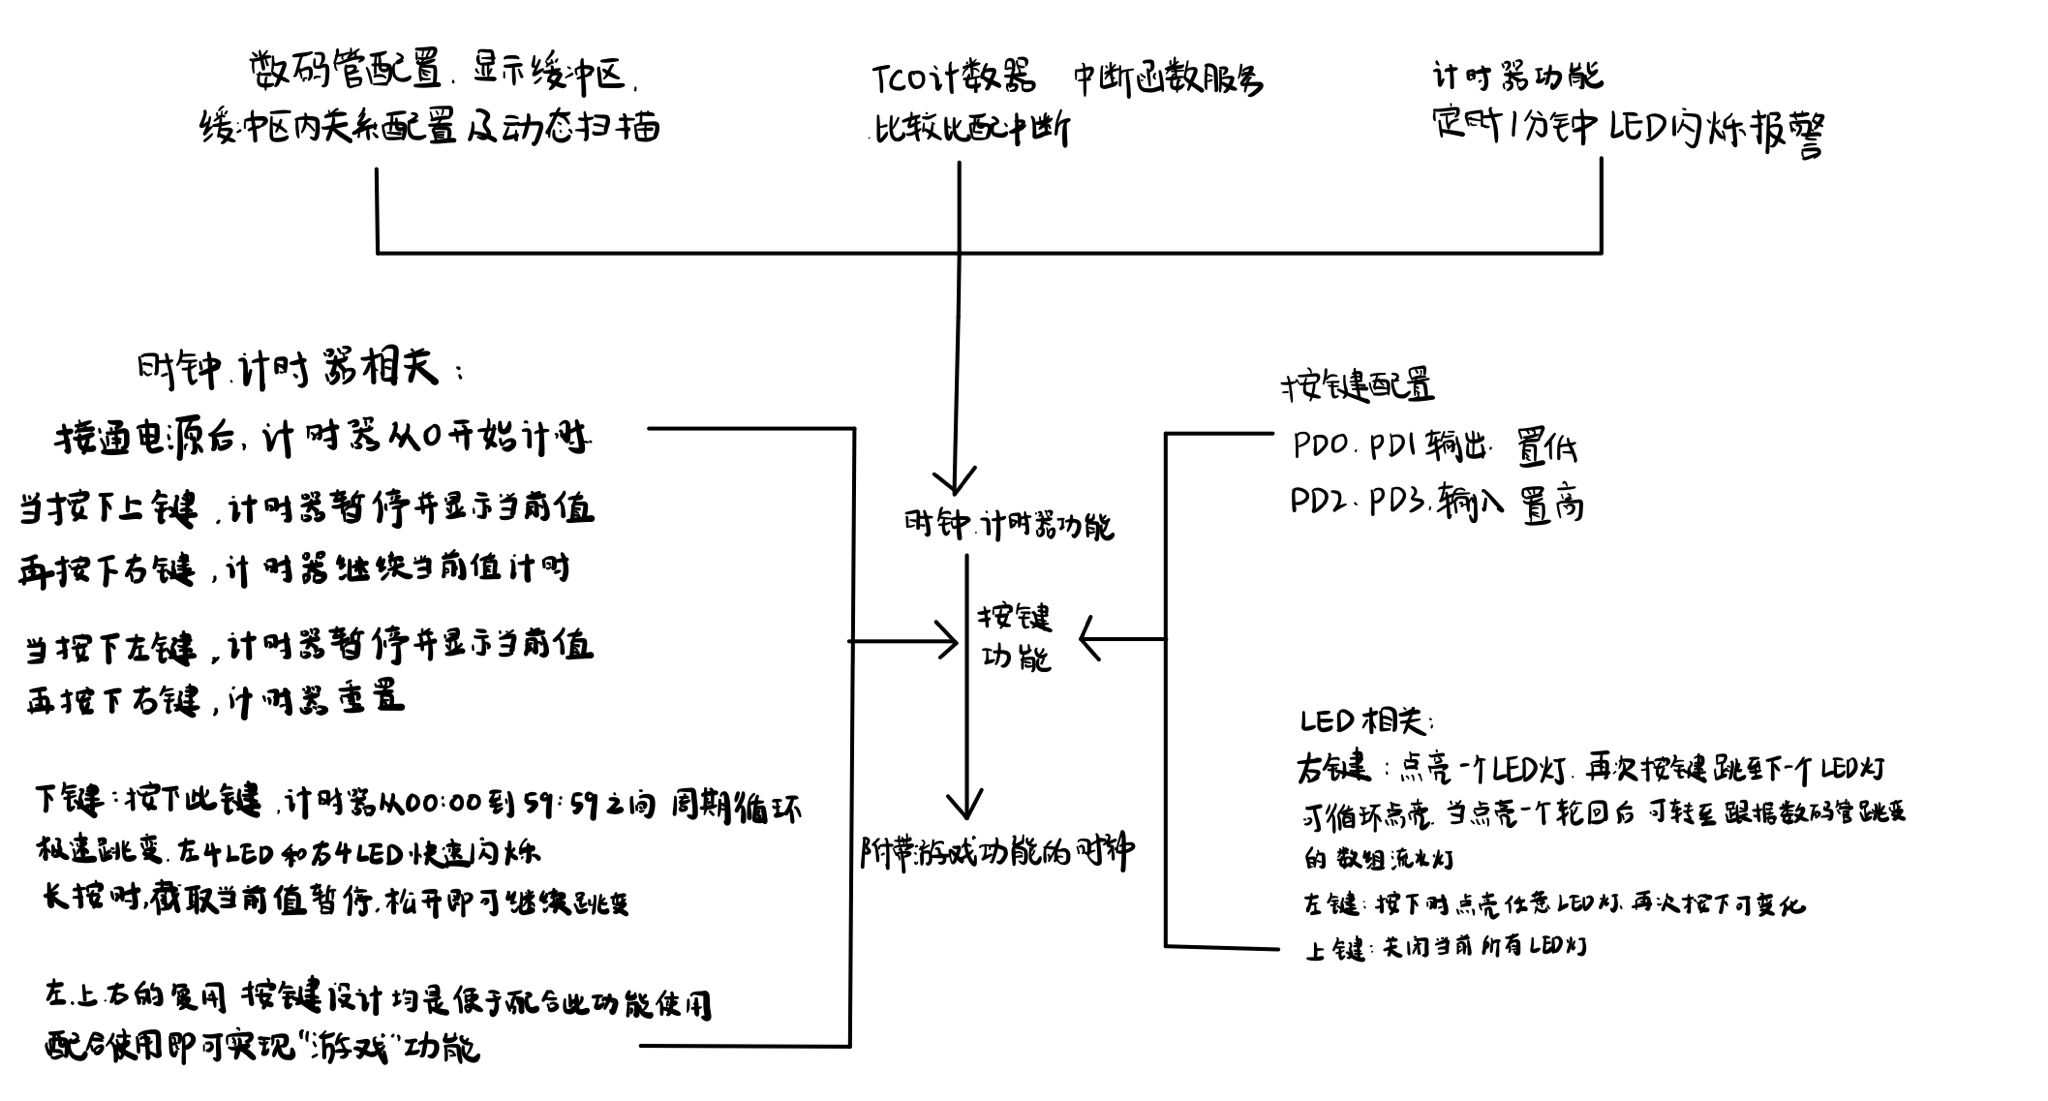 数码管配置、显示缓冲区、
缓冲区内关系配置及动态扫描
TC0计数器 中断函数服务
比较比配中断
计时器功能
定时1分钟 LED闪烁报警
时钟、计时器相关:
接通电源后,计时器从0开始计时
当按下上键,计时器暂停并显示当前值
再按下右键,计时器继续当前值计时
当按下左键,计时器暂停并显示当前值
再按下右键,计时器重置
下键:按下此键,计时器从00:00到59:59之间 周期循环
极速跳变、左4LED和右4LED快速闪烁
长按时,截取当前值暂停,松开即可继续跳变
左、上、右的复用 按键设计均是便于配合此功能使用
配合使用即可实现"游戏"功能
时钟、计时器功能
按键
功能
附带游戏功能的时钟
按键配置
PD0、PD1输出 置低
PD2、PD3、输入 置高
LED相关:
右键:点亮一个LED灯、再次按键跳至下一个LED灯
可循环点亮、当点亮一个轮回后 可转至 跟据数码管跳变
的 数组流水灯
左键:按下时点亮任意LED灯、再次按下可变化
上键:关闭当前所有LED灯